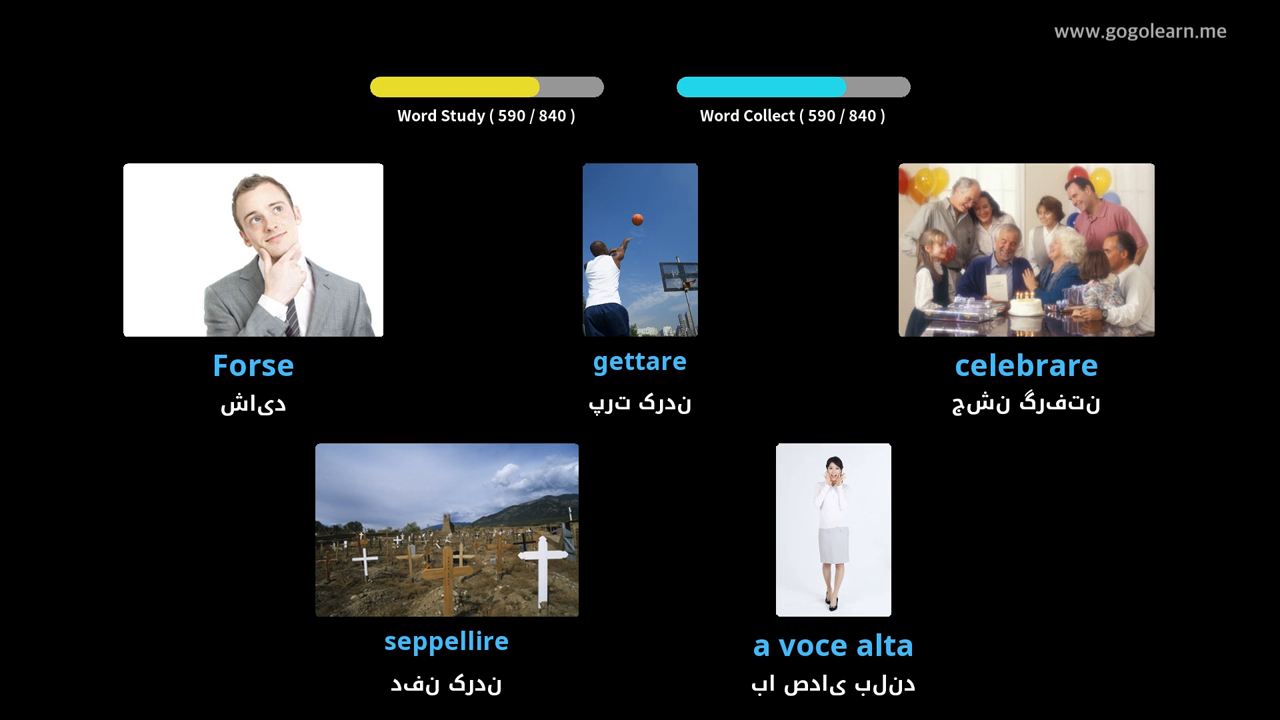 www.gogolearn.me
Word Study ( 590 / 840 )
Word Collect ( 590 / 840 )
Forse
gettare
celebrare
شاید
پرت کردن
جشن گرفتن
seppellire
a voce alta
دفن کردن
با صدای بلند